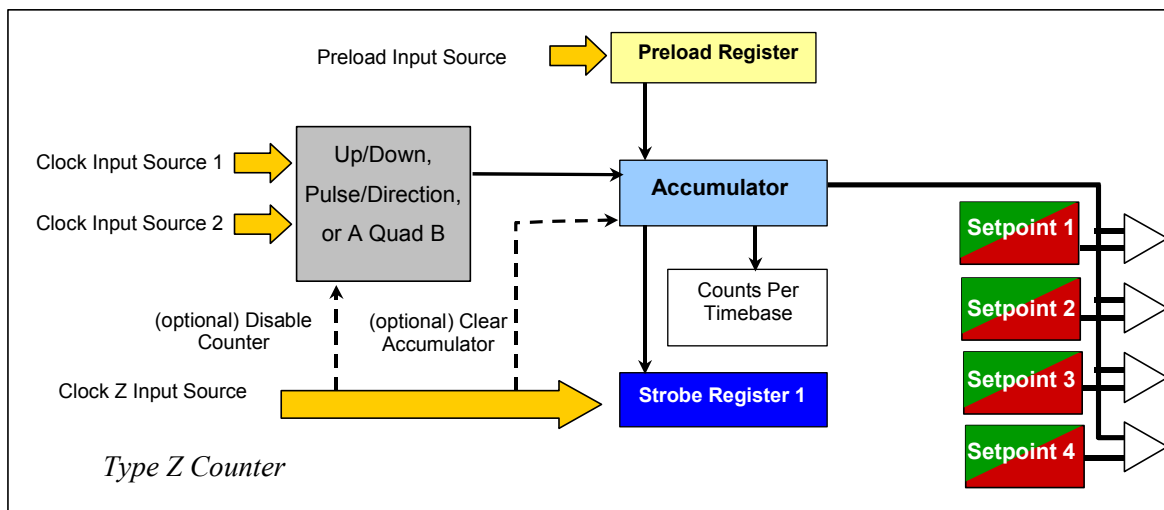 Preload Input Source
Preload Register
Clock Input Source 1
Clock Input Source 2
Up/Down,
Pulse/Direction,
or A Quad B
Accumulator
Setpoint 1
Setpoint 2
Setpoint 3
Setpoint 4
Counts Per
Timebase
(optional) Disable
Counter
(optional) Clear
Accumulator
Clock Z Input Source
Strobe Register 1
Type Z Counter